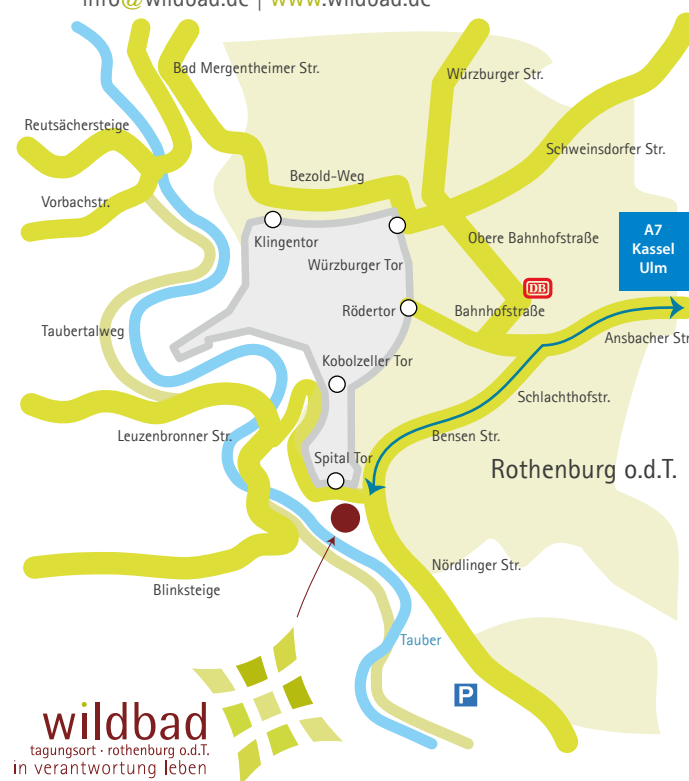 info@wildbad.de | www.wildbad.de
Bad Mergentheimer Str.
Würzburger Str.
Reutsächersteige
Schweinsdorfer Str.
Bezold-Weg
Vorbachstr.
Klingentor
Obere Bahnhofstraße
A7
Kassel
Ulm
Würzburger Tor
DB
Rödertor
Bahnhofstraße
Taubertalweg
Ansbacher Str
Kobolzeller Tor
Schlachthofstr.
Leuzenbronner Str.
Bensen Str.
Spital Tor
Rothenburg o.d.T.
Nördlinger Str.
Blinksteige
Tauber
P
wildbad
tagungsort · rothenburg o.d.T.
in verantwortung leben